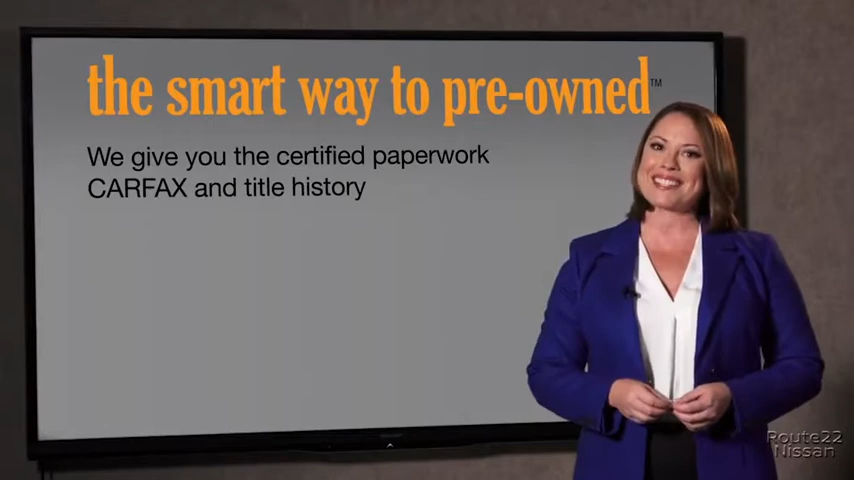 the smart way to pre-owned™
We give you the certified paperwork
CARFAX and title history
Route22
Nissan